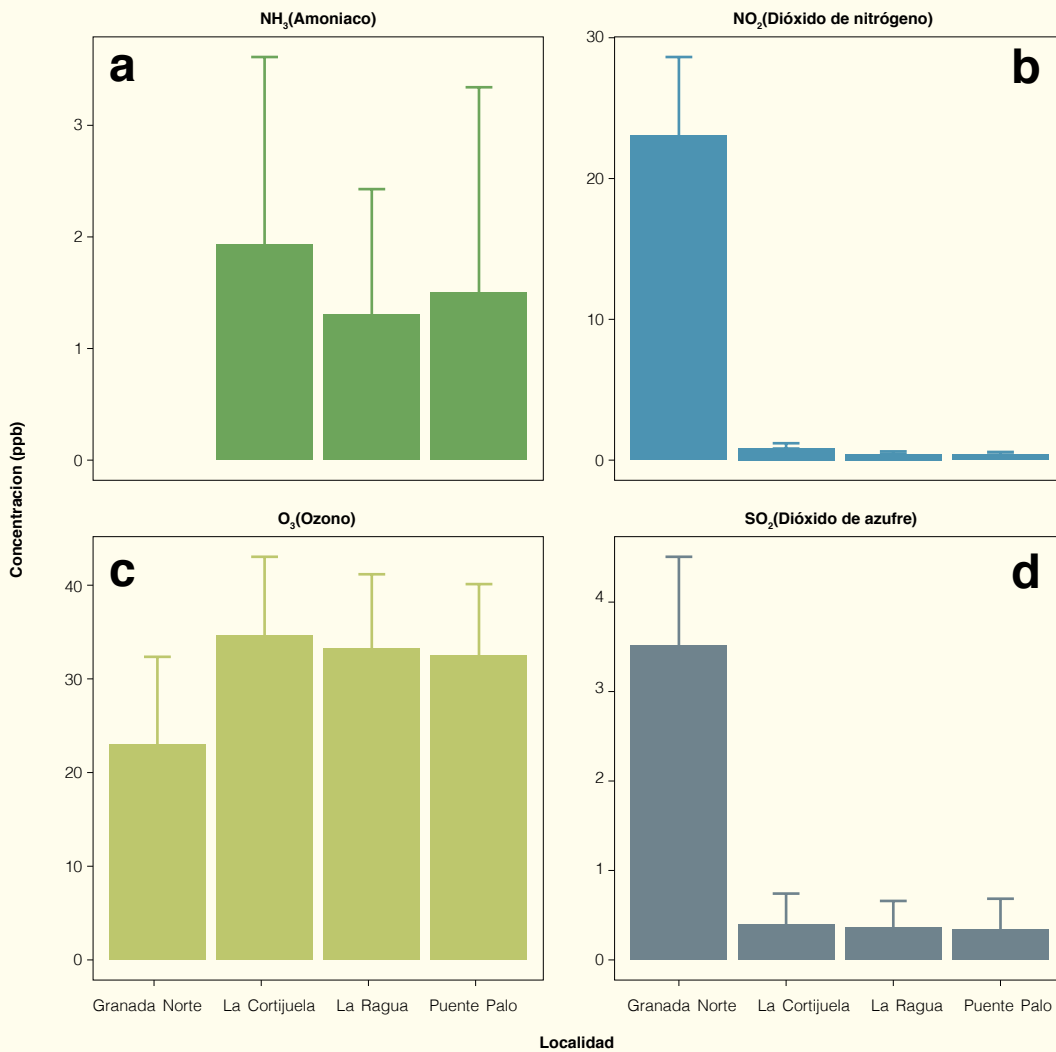 NH₃(Amoniaco)
a
3
2
1
0
NO₂(Dióxido de nitrógeno)
b
30
20
10
0
Concentracion (ppb)
O₃(Ozono)
c
40
30
20
10
0
Granada Norte La Cortijuela La Ragua Puente Palo
SO₂(Dióxido de azufre)
d
4
3
2
1
0
Granada Norte La Cortijuela La Ragua Puente Palo
Localidad